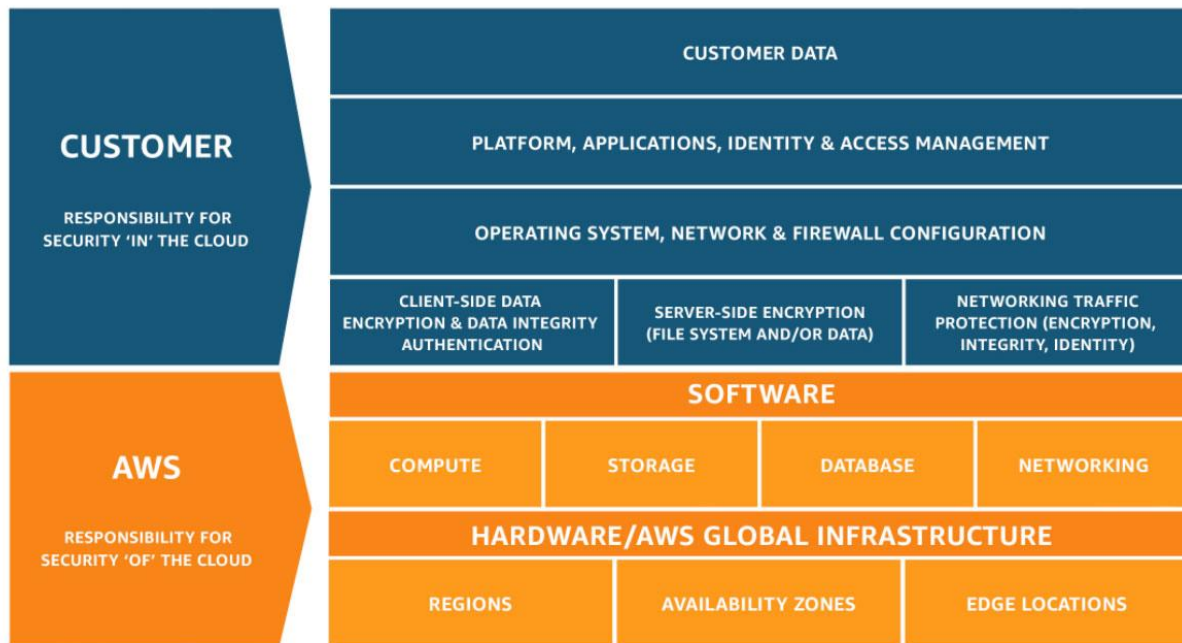 CUSTOMER
RESPONSIBILITY FOR
SECURITY ‘IN’ THE CLOUD
CUSTOMER DATA
PLATFORM, APPLICATIONS, IDENTITY & ACCESS MANAGEMENT
OPERATING SYSTEM, NETWORK & FIREWALL CONFIGURATION
CLIENT-SIDE DATA
ENCRYPTION & DATA INTEGRITY
AUTHENTICATION
SERVER-SIDE ENCRYPTION
(FILE SYSTEM AND/OR DATA)
NETWORKING TRAFFIC
PROTECTION (ENCRYPTION,
INTEGRITY, IDENTITY)
AWS
RESPONSIBILITY FOR
SECURITY ‘OF’ THE CLOUD
SOFTWARE
COMPUTE
STORAGE
DATABASE
NETWORKING
HARDWARE/AWS GLOBAL INFRASTRUCTURE
REGIONS
AVAILABILITY ZONES
EDGE LOCATIONS